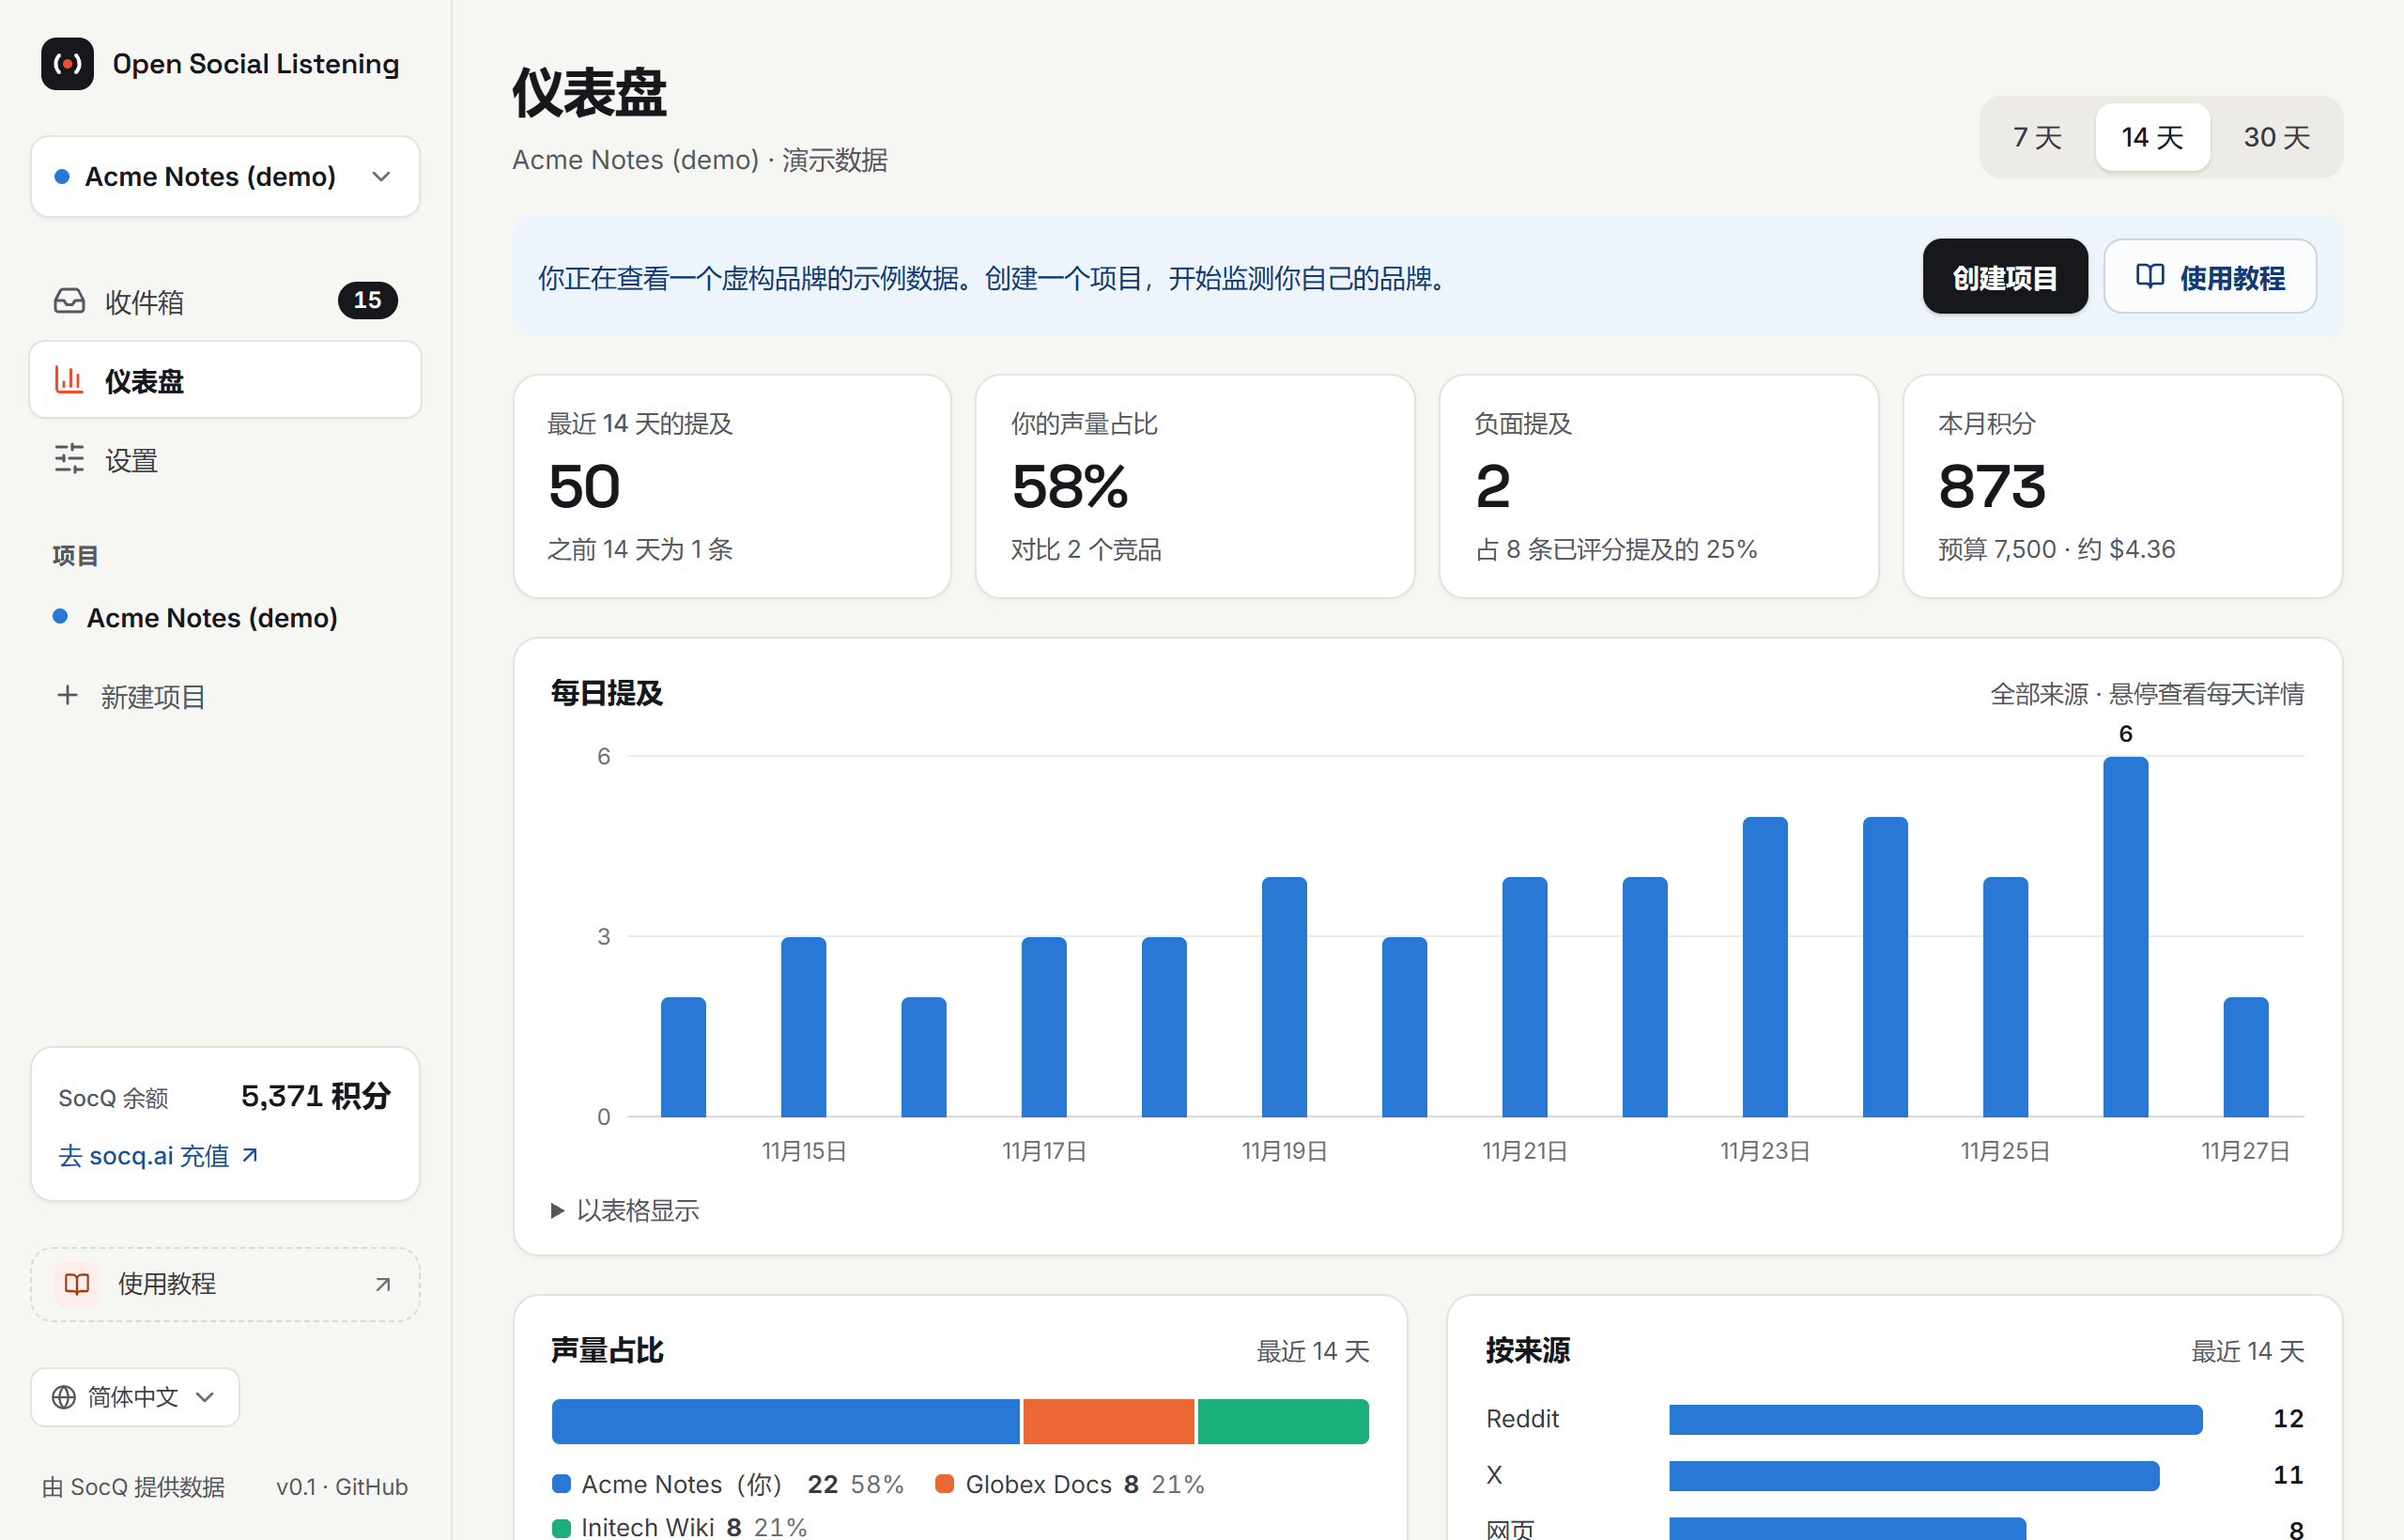 Open Social Listening
Acme Notes (demo)
收件箱 15
仪表盘
设置
项目
Acme Notes (demo)
新建项目
SocQ 余额 5,371 积分
去 socq.ai 充值
使用教程
简体中文
由 SocQ 提供数据 v0.1 · GitHub
仪表盘
Acme Notes (demo) · 演示数据
7 天 14 天 30 天
你正在查看一个虚构品牌的示例数据。创建一个项目，开始监测你自己的品牌。
创建项目 使用教程
最近 14 天的提及
50
之前 14 天为 1 条
你的声量占比
58%
对比 2 个竞品
负面提及
2
占 8 条已评分提及的 25%
本月积分
873
预算 7,500 · 约 $4.36
每日提及
全部来源 · 悬停查看每天详情
6
6
3
0
11月15日 11月17日 11月19日 11月21日 11月23日 11月25日 11月27日
以表格显示
声量占比 最近 14 天
Acme Notes（你） 22 58% Globex Docs 8 21%
Initech Wiki 8 21%
按来源 最近 14 天
Reddit 12
X 11
网页 8